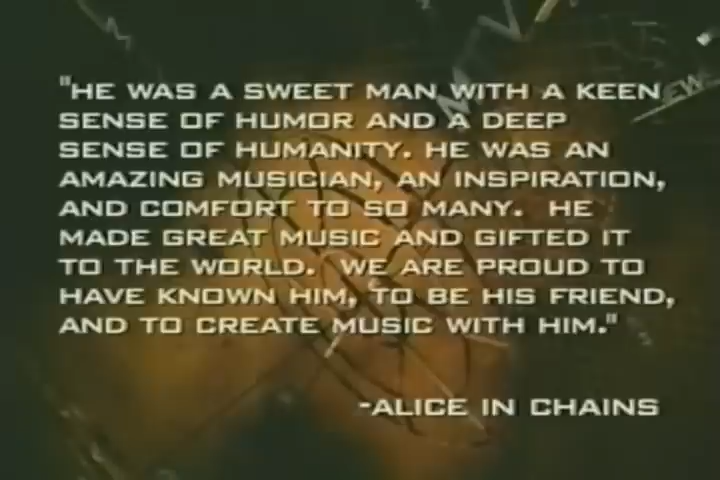 "HE WAS A SWEET MAN WITH A KEEN
SENSE OF HUMOR AND A DEEP
SENSE OF HUMANITY. HE WAS AN
AMAZING MUSICIAN, AN INSPIRATION,
AND COMFORT TO SO MANY. HE
MADE GREAT MUSIC AND GIFTED IT
TO THE WORLD. WE ARE PROUD TO
HAVE KNOWN HIM, TO BE HIS FRIEND,
AND TO CREATE MUSIC WITH HIM."
-ALICE IN CHAINS
MTV